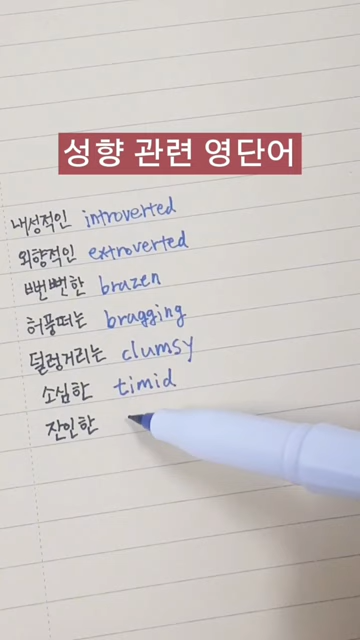 성향 관련 영단어
내성적인 introverted
외향적인 extroverted
뻔뻔한 brazen
허풍떠는 bragging
덜렁거리는 clumsy
소심한 timid
잔인한